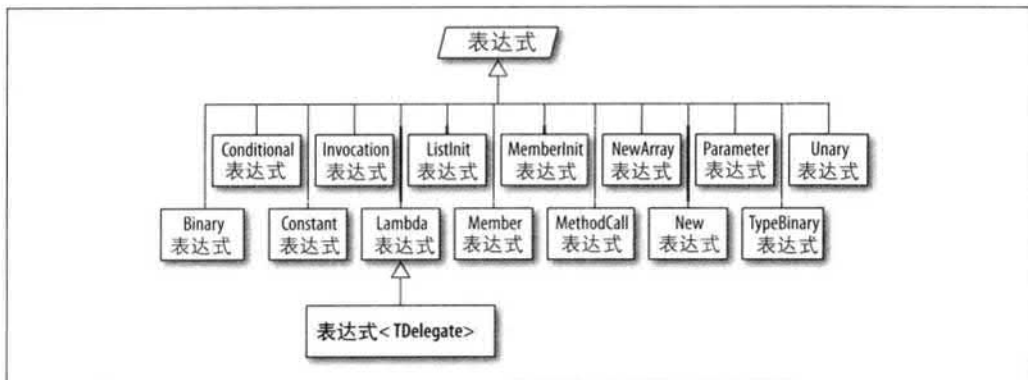 表达式
Conditional
表达式
Invocation
表达式
ListInit
表达式
MemberInit
表达式
NewArray
表达式
Parameter
表达式
Unary
表达式
Binary
表达式
Constant
表达式
Lambda
表达式
Member
表达式
MethodCall
表达式
New
表达式
TypeBinary
表达式
表达式< TDelegate>